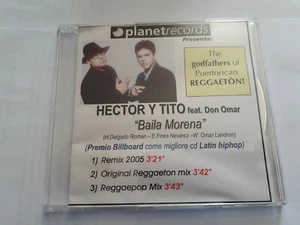 planetrecords
Presenta:
The
godfathers of
Puertorican
REGGAETÒN!
HECTOR Y TITO feat. Don Omar
"Baila Morena"
(H.Delgado Roman – E.Fines Nevarez - W. Omar Landron)
(Premio Billboard come migliore cd Latin hiphop)
1) Remix 2005 3'21"
2) Original Reggaeton mix 3'42"
3) Reggaepop Mix 3'43"